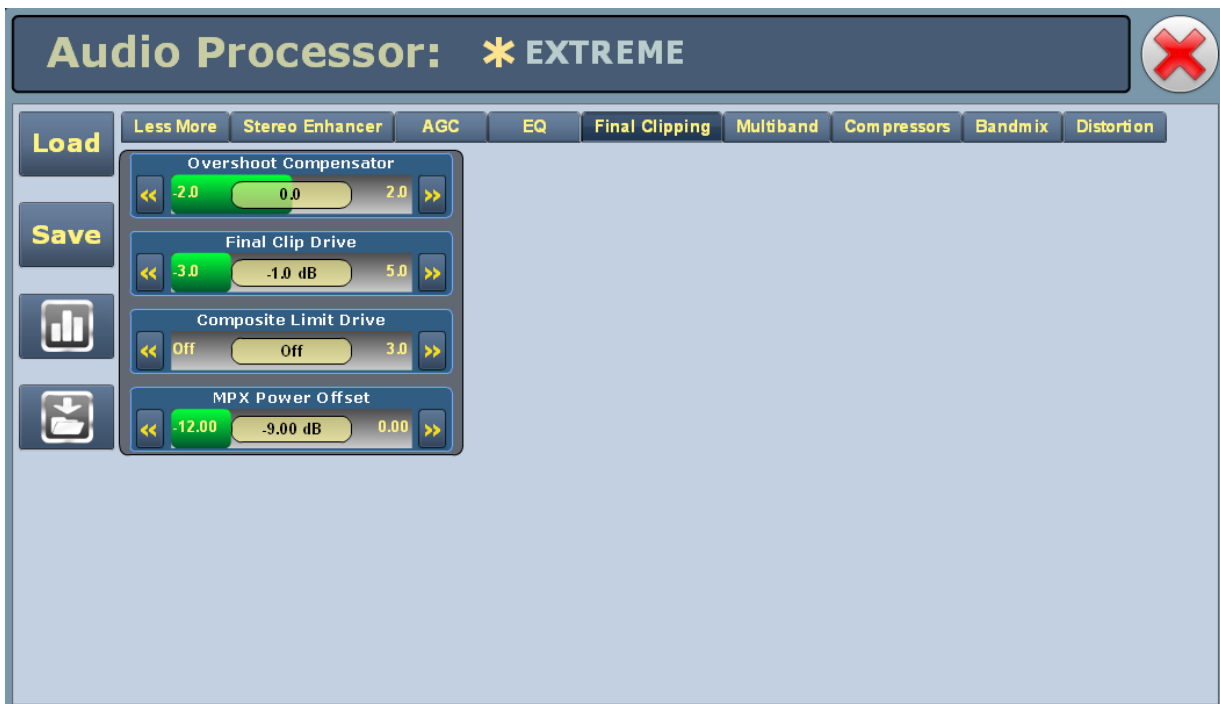 Audio Processor: * EXTREME
Load
Save
Less More Stereo Enhancer AGC EQ Final Clipping Multiband Compressors Bandmix Distortion
Overshoot Compensator
« -2.0 0.0 2.0 »
Final Clip Drive
« -3.0 -1.0 dB 5.0 »
Composite Limit Drive
« Off Off 3.0 »
MPX Power Offset
« -12.00 -9.00 dB 0.00 »